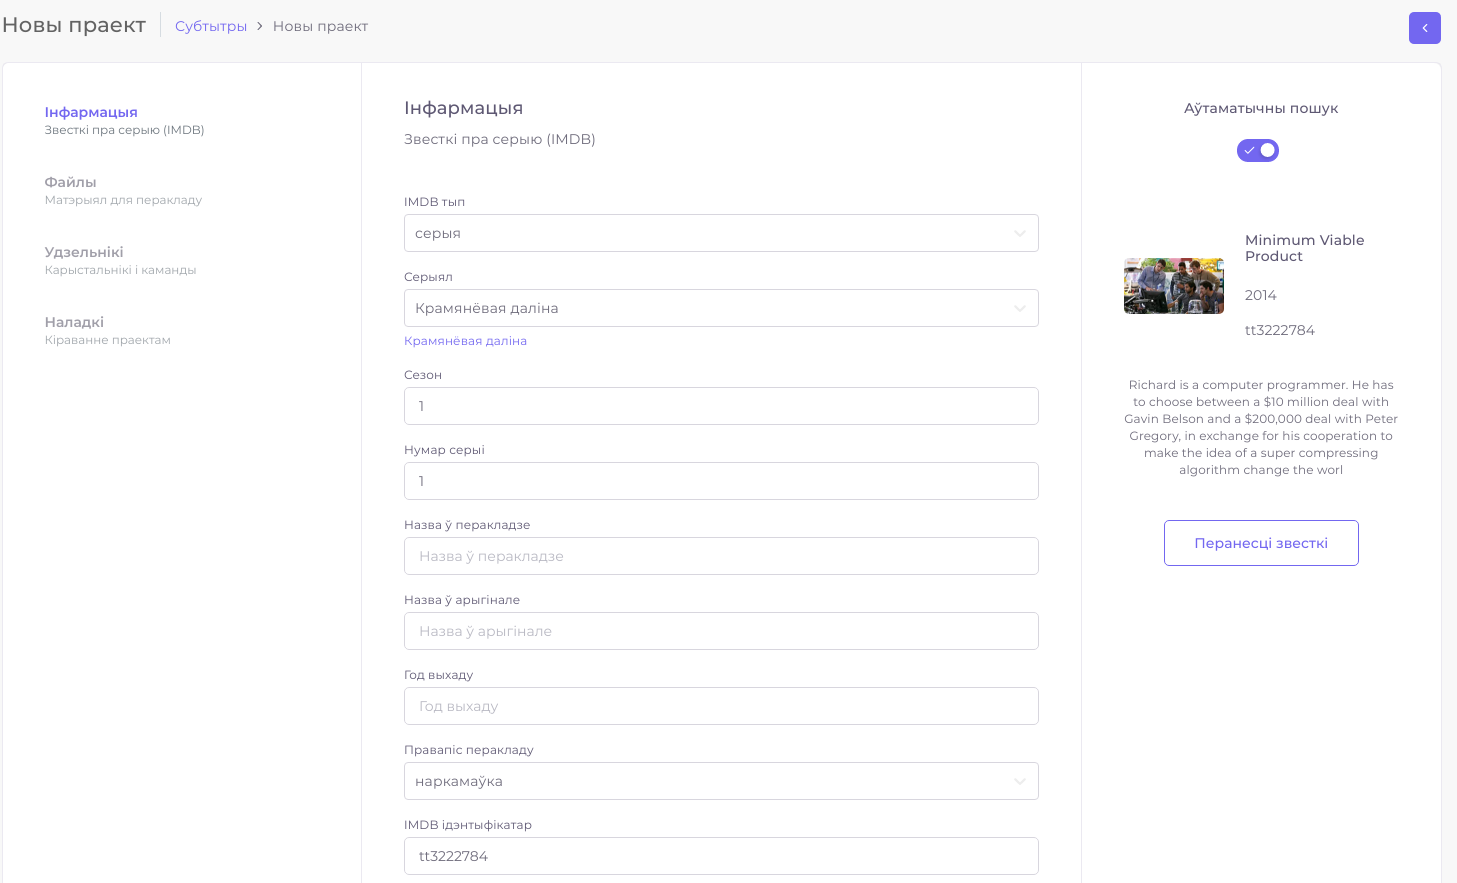 Новы праект
Субтытры > Новы праект
Інфармацыя
Звесткі пра серыю (IMDB)
Файлы
Матэрыял для перакладу
Удзельнікі
Карыстальнікі і каманды
Наладкі
Кіраванне праектам
Інфармацыя
Звесткі пра серыю (IMDB)
IMDB тып
серыя
Серыял
Крамянёвая даліна
Крамянёвая даліна
Сезон
1
Нумар серыі
1
Назва ў перакладзе
Назва ў перакладзе
Назва ў арыгінале
Назва ў арыгінале
Год выхаду
Год выхаду
Правапіс перакладу
наркамаўка
IMDB ідэнтыфікатар
tt3222784
Аўтаматычны пошук
Minimum Viable
Product
2014
tt3222784
Richard is a computer programmer. He has
to choose between a $10 million deal with
Gavin Belson and a $200,000 deal with Peter
Gregory, in exchange for his cooperation to
make the idea of a super compressing
algorithm change the worl
Перанесці звесткі